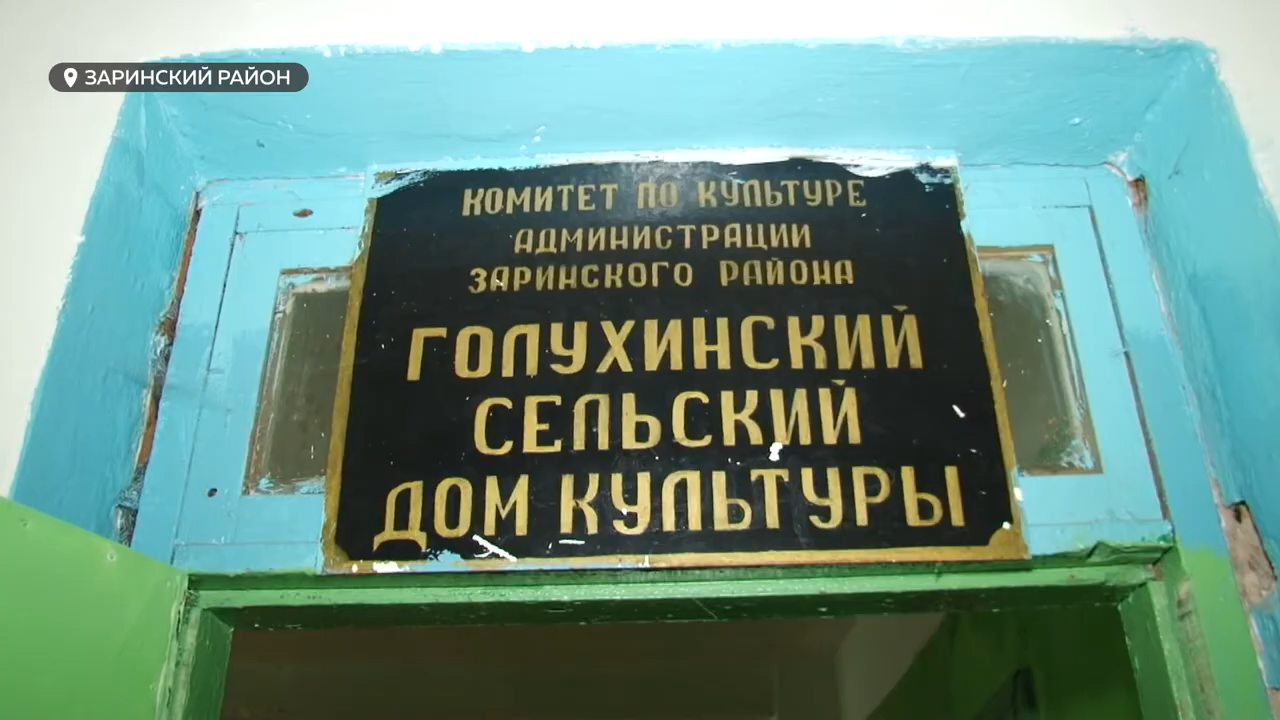 ЗАРИНСКИЙ РАЙОН
КОМИТЕТ ПО КУЛЬТУРЕ
АДМИНИСТРАЦИИ
ЗАРИНСКОГО РАЙОНА
ГОЛУХИНСКИЙ
СЕЛЬСКИЙ
ДОМ КУЛЬТУРЫ